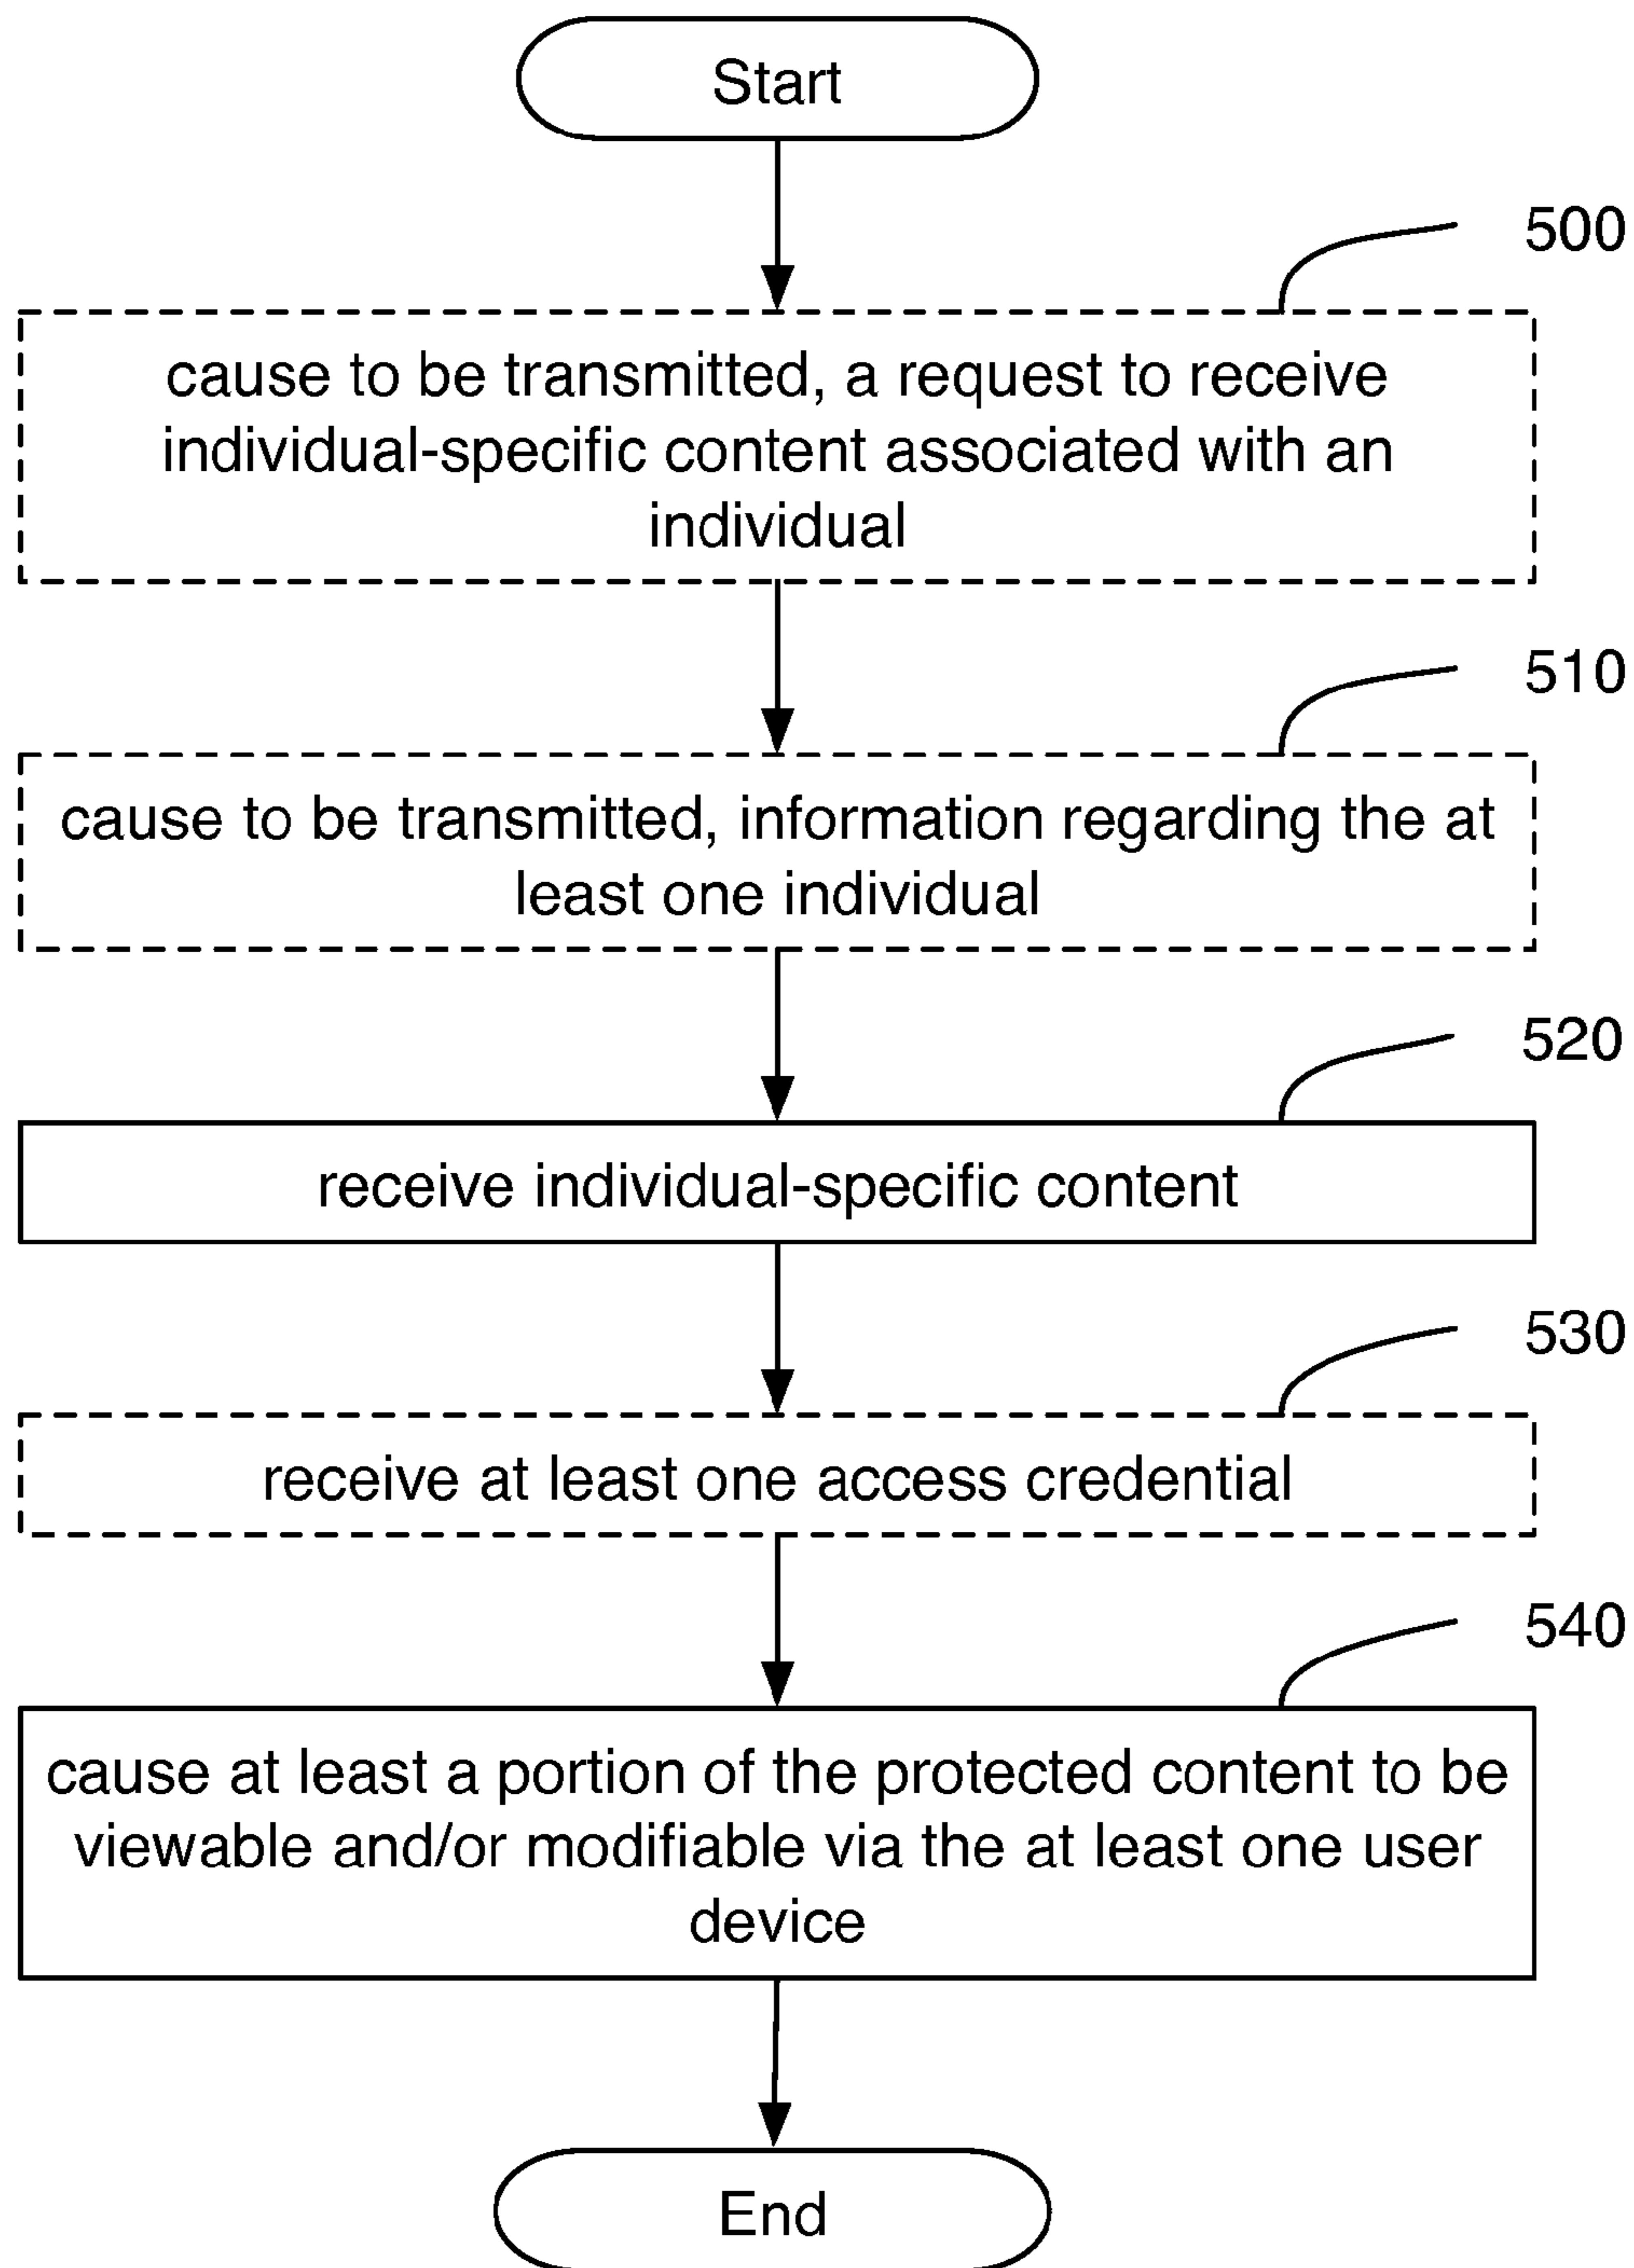 Start
500
cause to be transmitted, a request to receive
individual-specific content associated with an
individual
510
cause to be transmitted, information regarding the at
least one individual
520
receive individual-specific content
530
receive at least one access credential
540
cause at least a portion of the protected content to be
viewable and/or modifiable via the at least one user
device
End